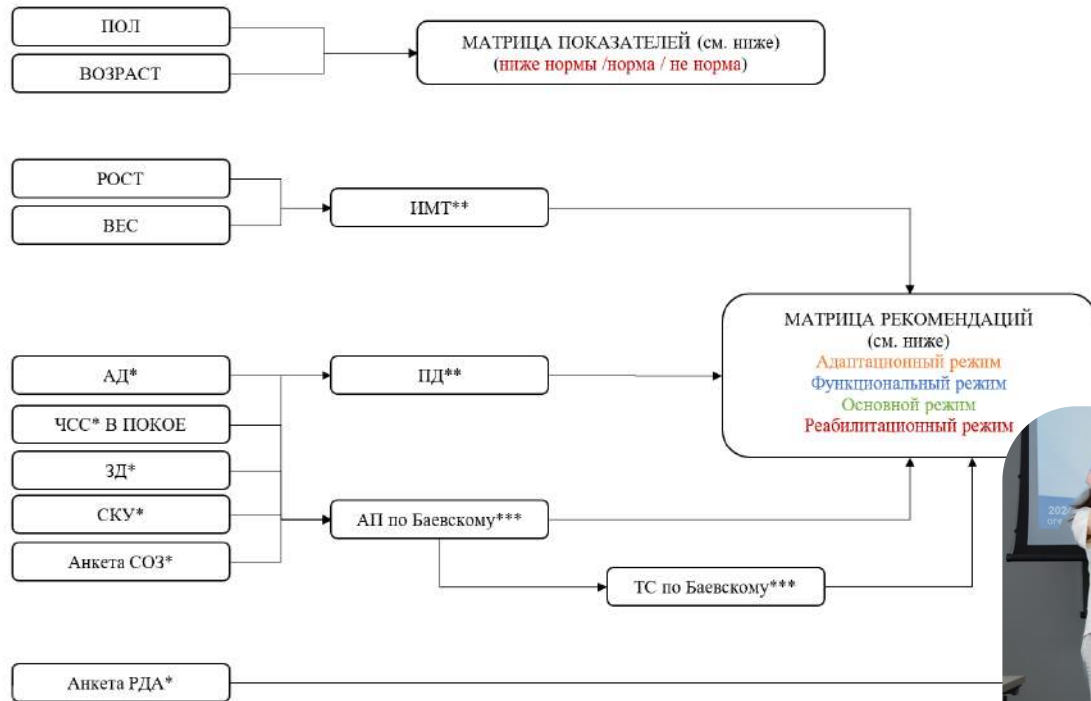 ПОЛ
ВОЗРАСТ
МАТРИЦА ПОКАЗАТЕЛЕЙ (см. ниже)
(ниже нормы /норма / не норма)
РОСТ
ВЕС
ИМТ**
МАТРИЦА РЕКОМЕНДАЦИЙ
(см. ниже)
Адаптационный режим
Функциональный режим
Основной режим
Реабилитационный режим
АД*
ПД**
ЧСС* В ПОКОЕ
ЗД*
СКУ*
АП по Баевскому***
Анкета СОЗ*
ТС по Баевскому***
Анкета РДА*